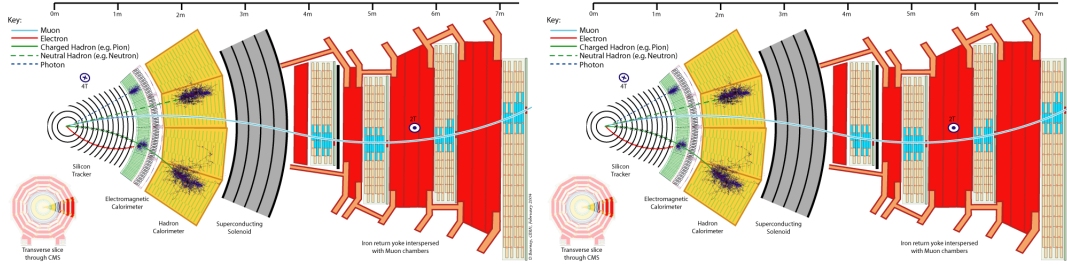 0m 1m 2m 3m 4m 5m 6m 7m
Key:
Muon
Electron
Charged Hadron (e.g. Pion)
Neutral Hadron (e.g. Neutron)
Photon
4T
2T
Silicon
Tracker
Electromagnetic
Calorimeter
Hadron
Calorimeter
Superconducting
Solenoid
Iron return yoke interspersed
with Muon chambers
Transverse slice
through CMS
D Barney, CERN, February 2004
0m 1m 2m 3m 4m 5m 6m 7m
Key:
Muon
Electron
Charged Hadron (e.g. Pion)
Neutral Hadron (e.g. Neutron)
Photon
4T
2T
Silicon
Tracker
Electromagnetic
Calorimeter
Hadron
Calorimeter
Superconducting
Solenoid
Iron return yoke interspersed
with Muon chambers
Transverse slice
through CMS